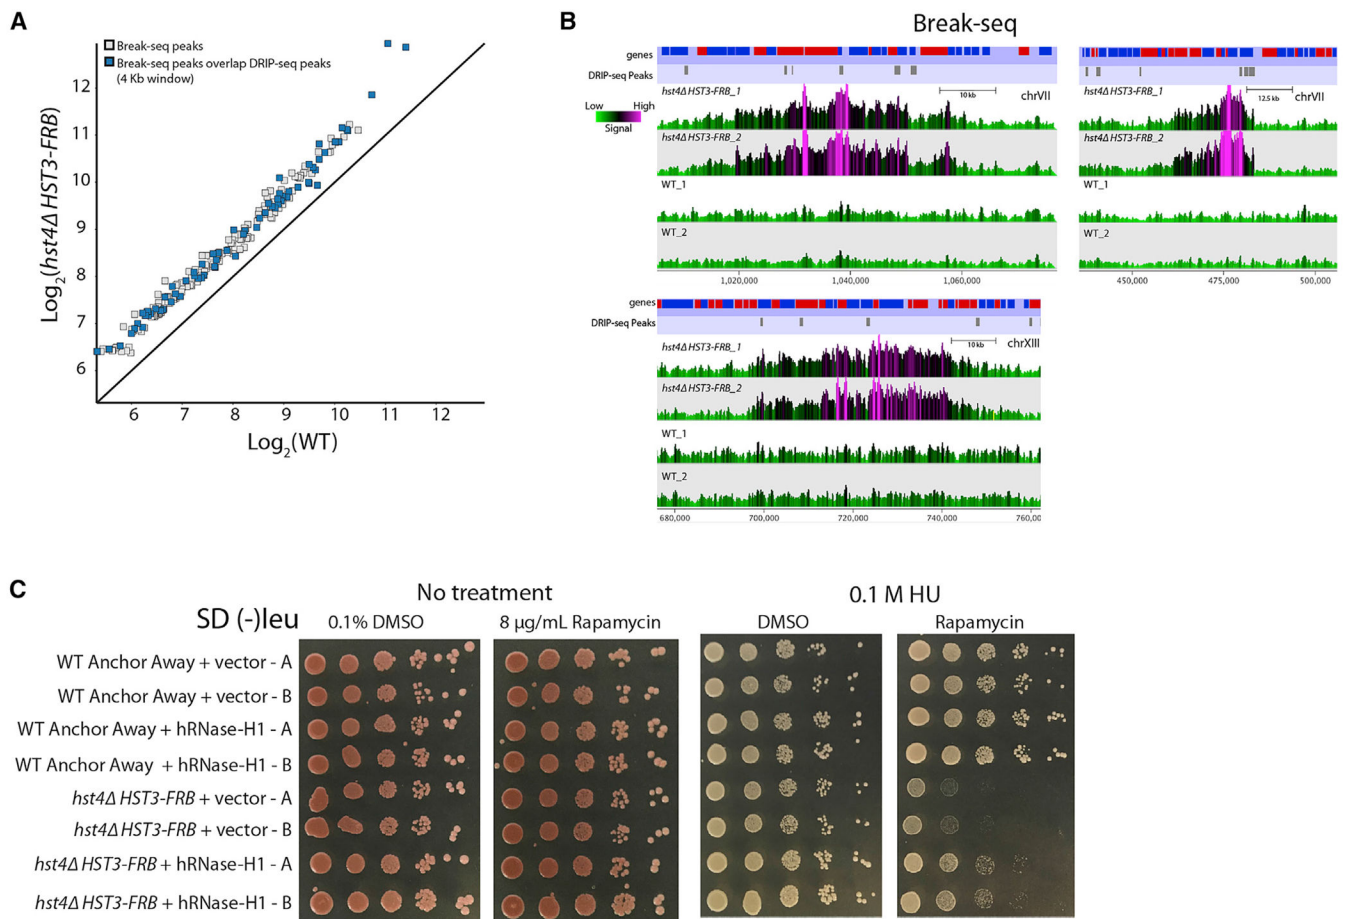 A
Break-seq peaks
Break-seq peaks overlap DRIP-seq peaks
(4 Kb window)
Log2(hst4Δ HST3-FRB)
12
11
10
9
8
7
6
6 7 8 9 10 11 12
Log2(WT)
B
Break-seq
genes
DRIP-seq Peaks
Low High
Signal
hst4Δ HST3-FRB_1
10 kb
chrVII
hst4Δ HST3-FRB_2
WT_1
WT_2
1,020,000 1,040,000 1,060,000
hst4Δ HST3-FRB_1
12.5 kb
chrVII
hst4Δ HST3-FRB_2
WT_1
WT_2
450,000 475,000 500,000
genes
DRIP-seq Peaks
hst4Δ HST3-FRB_1
10 kb
chrXIII
hst4Δ HST3-FRB_2
WT_1
WT_2
680,000 700,000 720,000 740,000 760,00
C
No treatment
0.1 M HU
SD (-)leu
0.1% DMSO
8 µg/mL Rapamycin
DMSO
Rapamycin
WT Anchor Away + vector - A
WT Anchor Away + vector - B
WT Anchor Away + hRNase-H1 - A
WT Anchor Away + hRNase-H1 - B
hst4Δ HST3-FRB + vector - A
hst4Δ HST3-FRB + vector - B
hst4Δ HST3-FRB + hRNase-H1 - A
hst4Δ HST3-FRB + hRNase-H1 - B